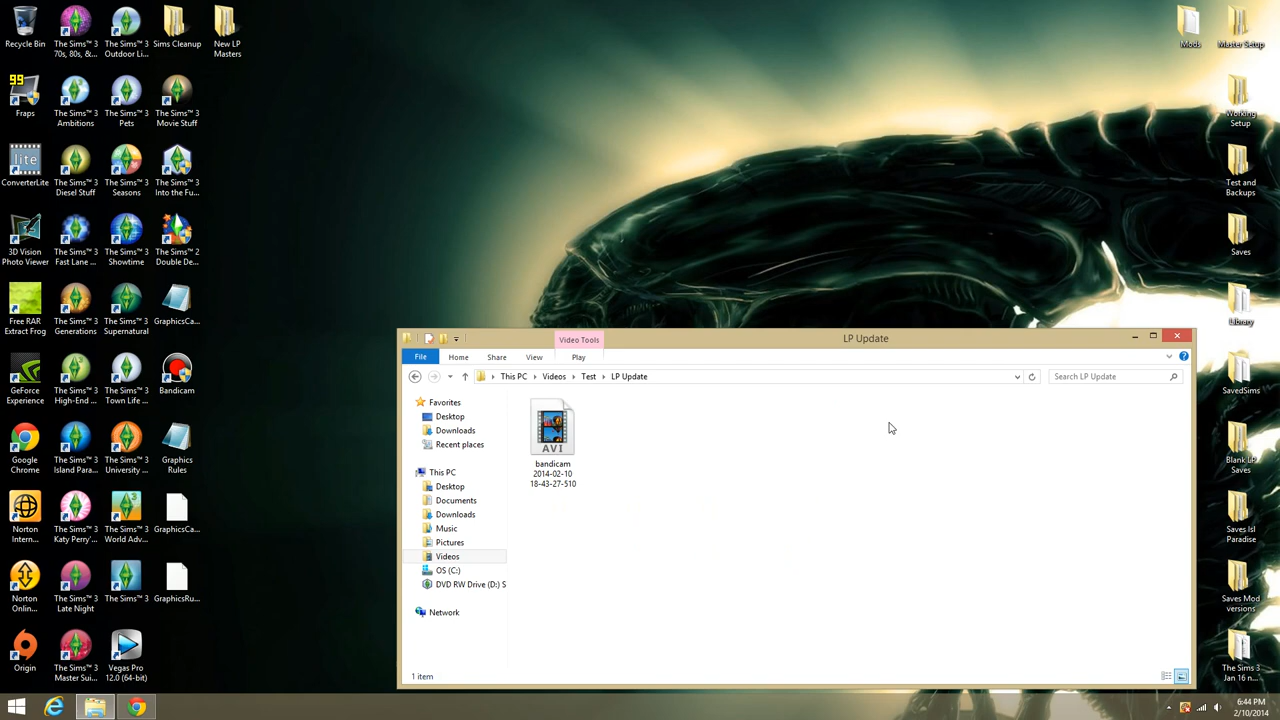 Recycle Bin
The Sims™ 3
70s, 80s, &...
The Sims™ 3
Outdoor Li...
Sims Cleanup
New LP
Masters
Mods
Master Setup
99
Fraps
The Sims™ 3
Ambitions
The Sims™ 3
Pets
The Sims™ 3
Movie Stuff
Working
Setup
lite
ConverterLite
The Sims™ 3
Diesel Stuff
The Sims™ 3
Seasons
The Sims™ 3
Into the Fu...
Test and
Backups
3D Vision
Photo Viewer
The Sims™ 3
Fast Lane ...
The Sims™ 3
Showtime
The Sims™ 2
Double De...
Saves
Free RAR
Extract Frog
The Sims™ 3
Generations
The Sims™ 3
Supernatural
GraphicsCa...
Library
GeForce
Experience
The Sims™ 3
High-End ...
The Sims™ 3
Town Life ...
Bandicam
SavedSims
Google
Chrome
The Sims™ 3
Island Para...
The Sims™ 3
University ...
Graphics
Rules
Blank LP
Saves
Norton
Intern...
The Sims™ 3
Katy Perry'...
The Sims™ 3
World Adv...
GraphicsCa...
Saves Isl
Paradise
Norton
Online...
The Sims™ 3
Late Night
The Sims™ 3
GraphicsRu...
Saves Mod
versions
Origin
The Sims™ 3
Master Sui...
Vegas Pro
12.0 (64-bit)
The Sims 3
Jan 16 n...
Video Tools
LP Update
File
Home
Share
View
Play
This PC
Videos
Test
LP Update
Search LP Update
Favorites
Desktop
Downloads
Recent places
This PC
Desktop
Documents
Downloads
Music
Pictures
Videos
OS (C:)
DVD RW Drive (D:) S
Network
AVI
bandicam
2014-02-10
18-43-27-510
1 item
6:44 PM
2/10/2014